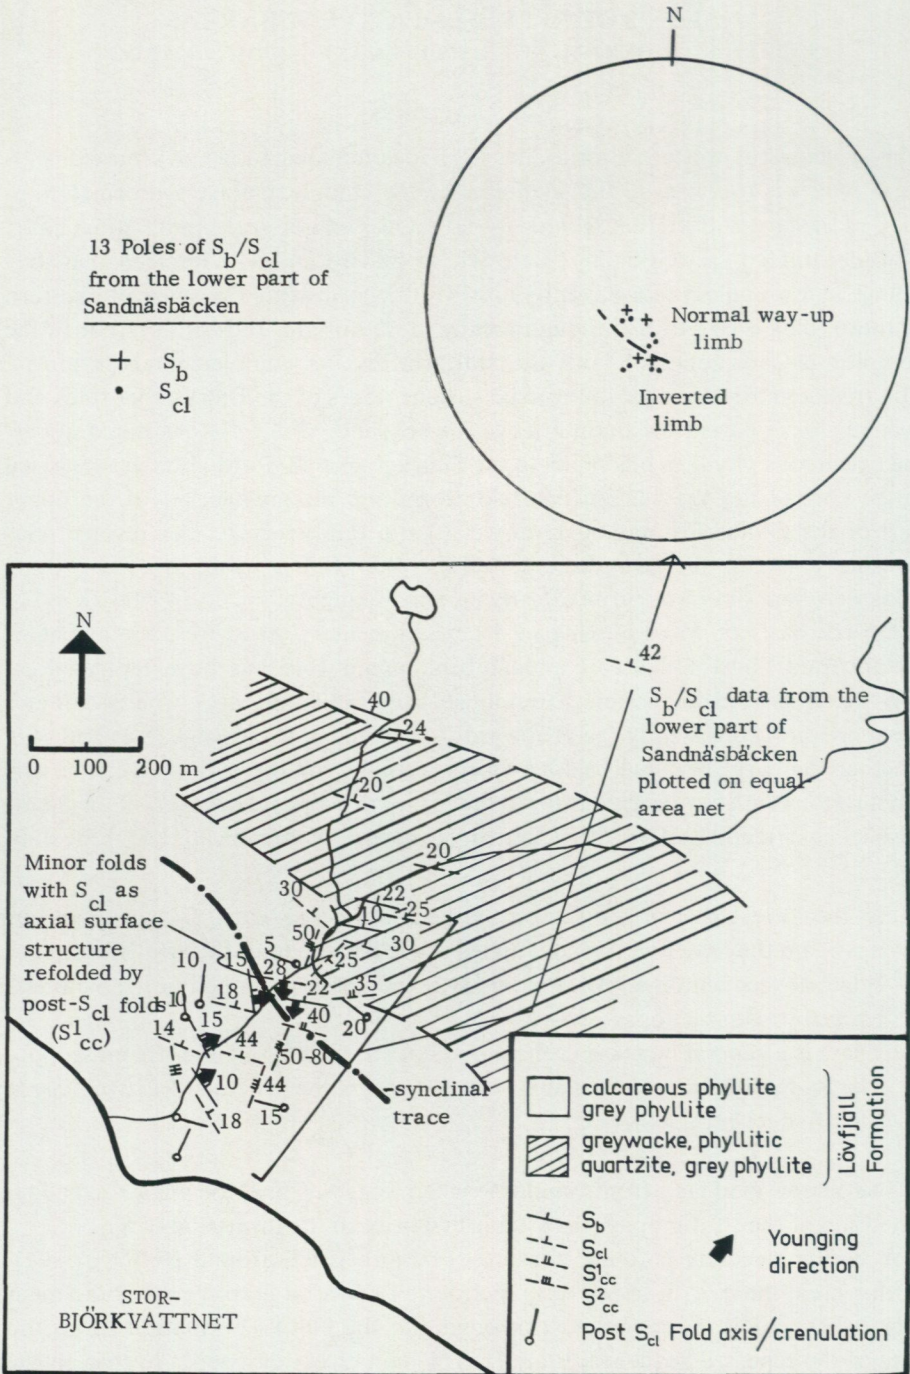 N
13 Poles of Sb/Scl
from the lower part of
Sandnäsbäcken
+ Sb
• Scl
Normal way-up
limb
Inverted
limb
N
0 100 200 m
42
Sb/Scl data from the
lower part of
Sandnäsbäcken
plotted on equal-
area net
40
24
20
20
Minor folds
with Scl as
axial surface
structure
refolded by
post-Scl folds
(S1cc)
30
22
10
25
50
30
5
25
10
15
28
35
18
22
10
40
20
15
14
44
50-80
10
44
18
15
synclinal
trace
calcareous phyllite
grey phyllite
greywacke, phyllitic
quartzite, grey phyllite
Lövfjäll
Formation
Sb
Scl
S1cc
S2cc
Younging
direction
Post Scl Fold axis/crenulation
STOR-
BJÖRKVATTNET